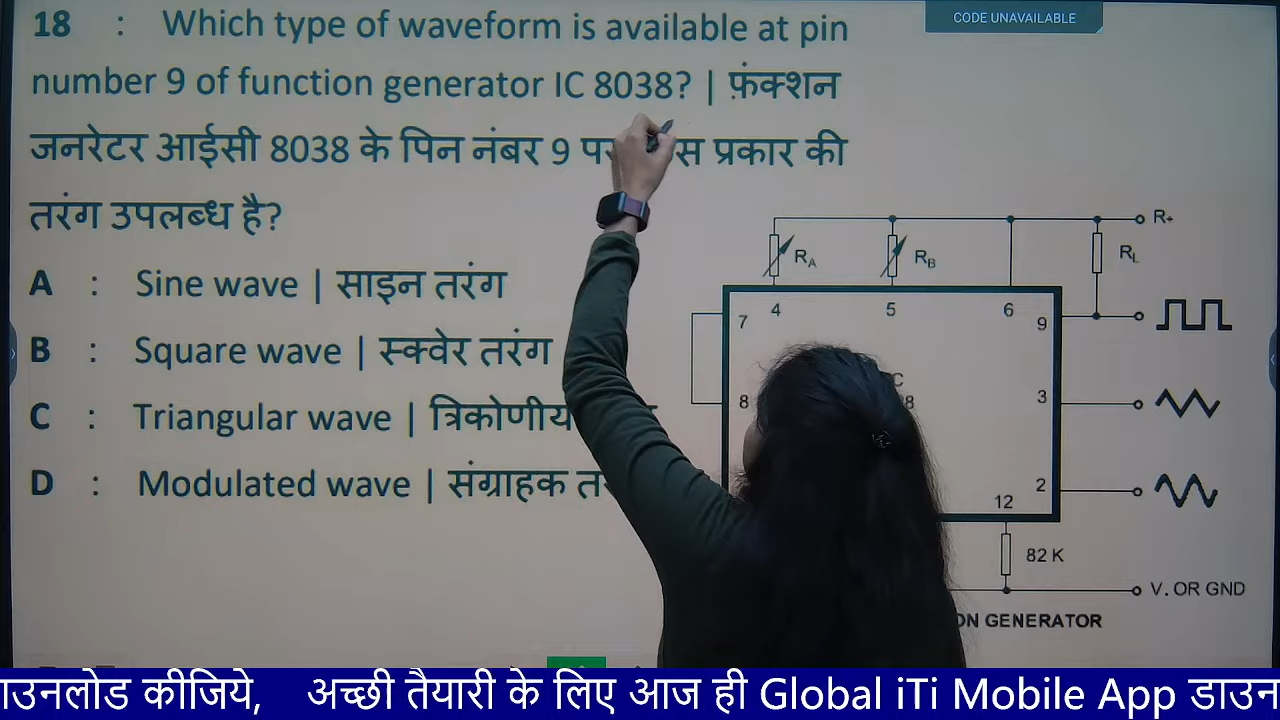 CODE UNAVAILABLE
18 : Which type of waveform is available at pin
number 9 of function generator IC 8038? | फ़ंक्शन
जनरेटर आईसी 8038 के पिन नंबर 9 प प्रकार की
तरंग उपलब्ध है?
A : Sine wave | साइन तरंग
B : Square wave | स्क्वेर तरंग
C : Triangular wave | त्रिकोणीय
D : Modulated wave | संग्राहक त
R+
RA RB RL
4 5 6
7 9
8 3
2
12
82 K
V. OR GND
ON GENERATOR
उनलोड कीजिये, अच्छी तैयारी के लिए आज ही Global iTi Mobile App डाउन